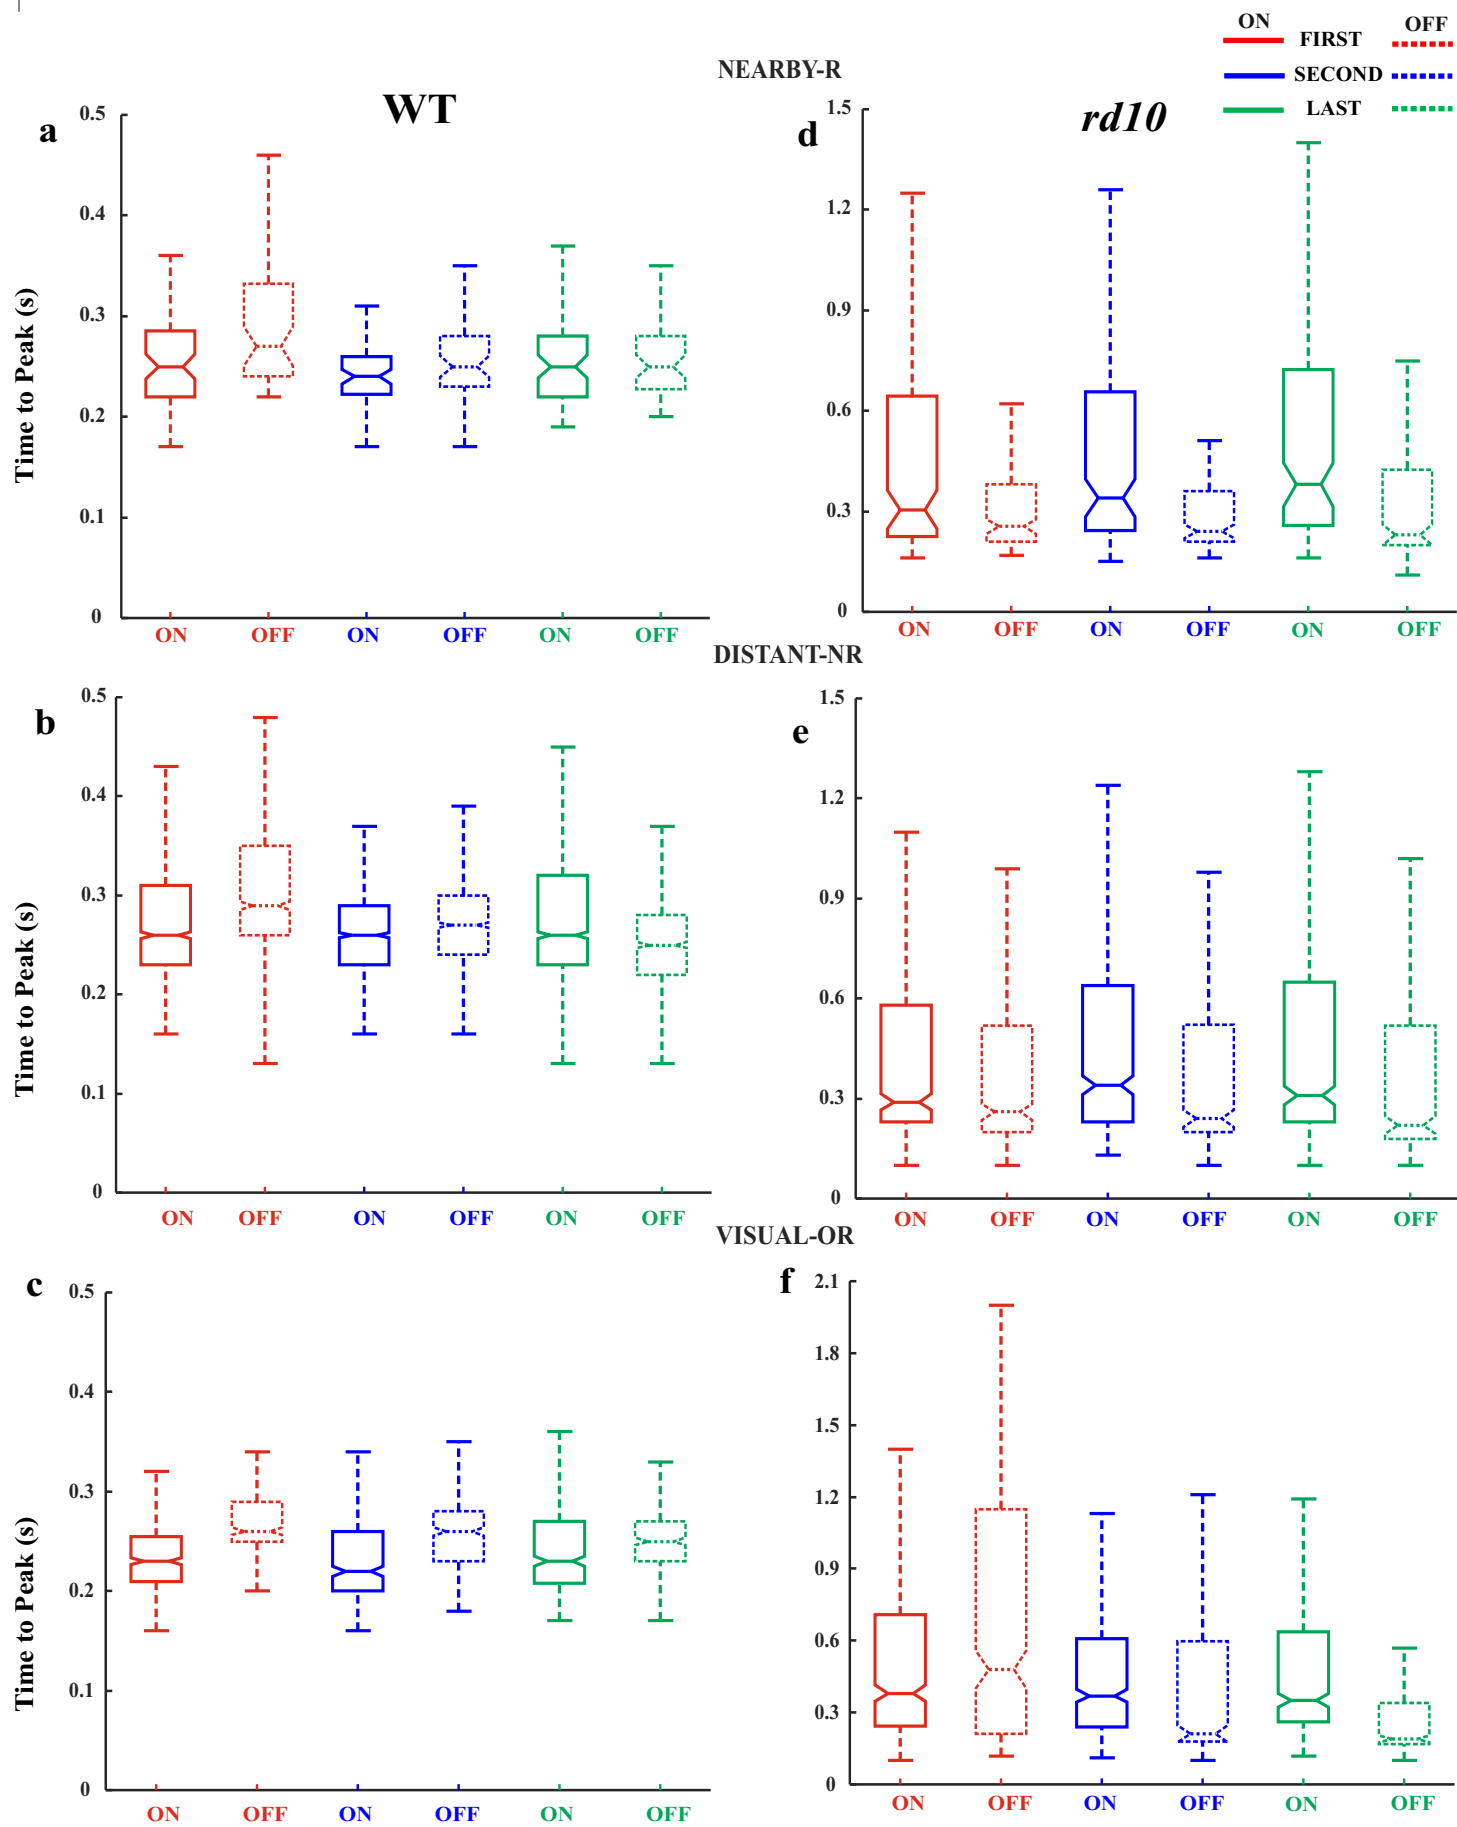 ON OFF
FIRST
SECOND
LAST
NEARBY-R
WT
rd10
a
0.5
0.4
0.3
0.2
0.1
0
Time to Peak (s)
ON OFF ON OFF ON OFF
d
1.5
1.2
0.9
0.6
0.3
0
ON OFF ON OFF ON OFF
DISTANT-NR
b
0.5
0.4
0.3
0.2
0.1
0
Time to Peak (s)
ON OFF ON OFF ON OFF
e
1.5
1.2
0.9
0.6
0.3
0
ON OFF ON OFF ON OFF
VISUAL-OR
c
0.5
0.4
0.3
0.2
0.1
0
Time to Peak (s)
ON OFF ON OFF ON OFF
f
2.1
1.8
1.5
1.2
0.9
0.6
0.3
0
ON OFF ON OFF ON OFF